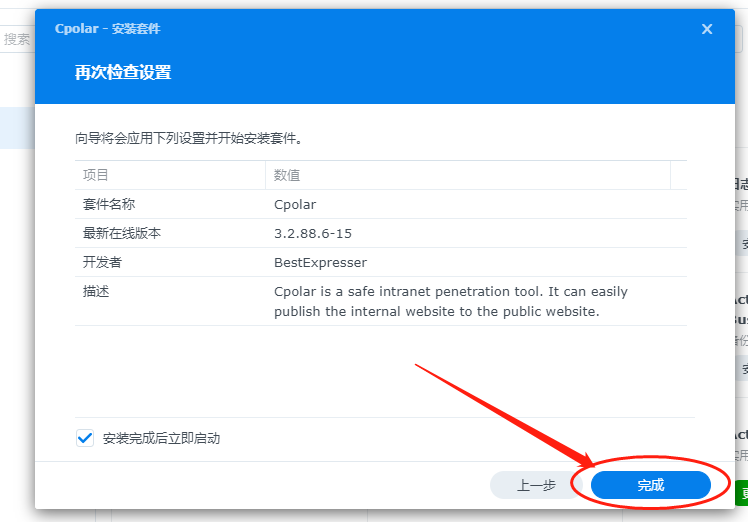 Cpolar - 安装套件
搜索
再次检查设置
向导将会应用下列设置并开始安装套件。
项目 数值
套件名称 Cpolar
最新在线版本 3.2.88.6-15
开发者 BestExpresser
描述 Cpolar is a safe intranet penetration tool. It can easily
publish the internal website to the public website.
安装完成后立即启动
上一步 完成